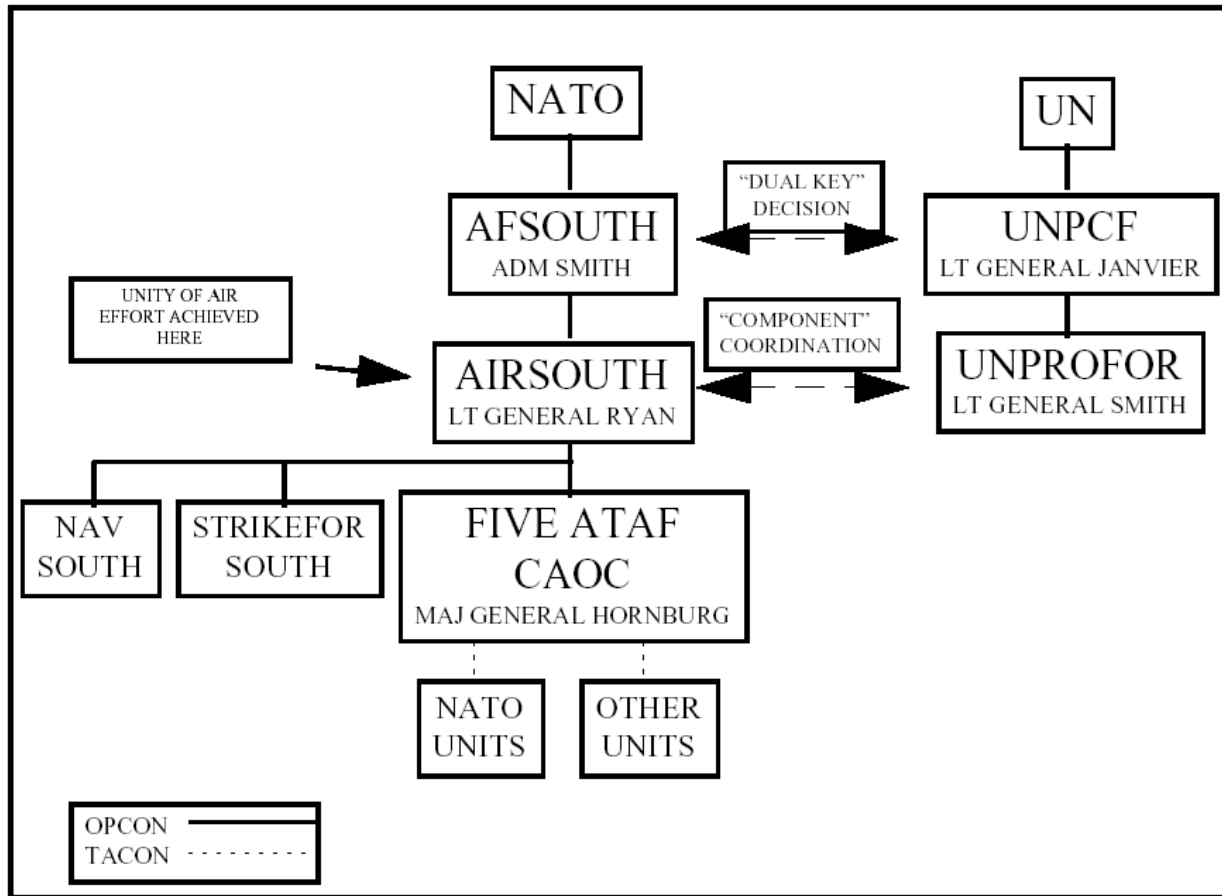 NATO
UN
“DUAL KEY”
DECISION
AFSOUTH
ADM SMITH
UNPCF
LT GENERAL JANVIER
UNITY OF AIR
EFFORT ACHIEVED
HERE
“COMPONENT”
COORDINATION
AIRSOUTH
LT GENERAL RYAN
UNPROFOR
LT GENERAL SMITH
NAV
SOUTH
STRIKEFOR
SOUTH
FIVE ATAF
CAOC
MAJ GENERAL HORNBURG
NATO
UNITS
OTHER
UNITS
OPCON
TACON